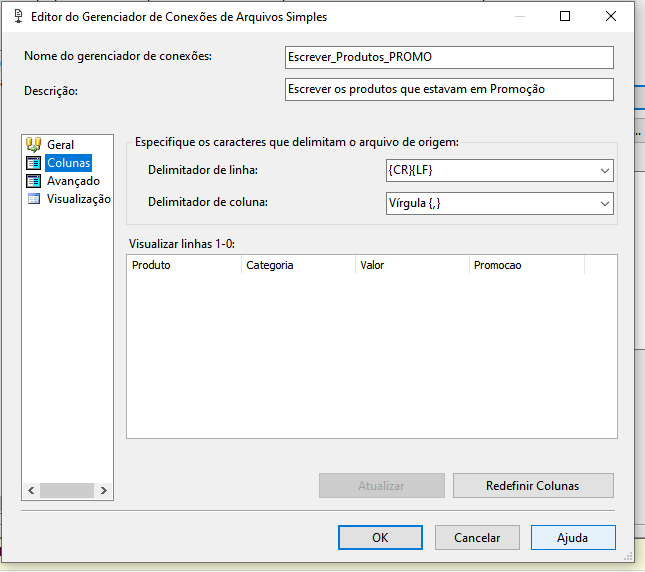 Editor do Gerenciador de Conexões de Arquivos Simples
Nome do gerenciador de conexões:
Escrever_Produtos_PROMO
Descrição:
Escrever os produtos que estavam em Promoção
Geral
Colunas
Avançado
Visualização
Especifique os caracteres que delimitam o arquivo de origem:
Delimitador de linha:
{CR}{LF}
Delimitador de coluna:
Vírgula {,}
Visualizar linhas 1-0:
Produto Categoria Valor Promocao
Atualizar
Redefinir Colunas
OK
Cancelar
Ajuda